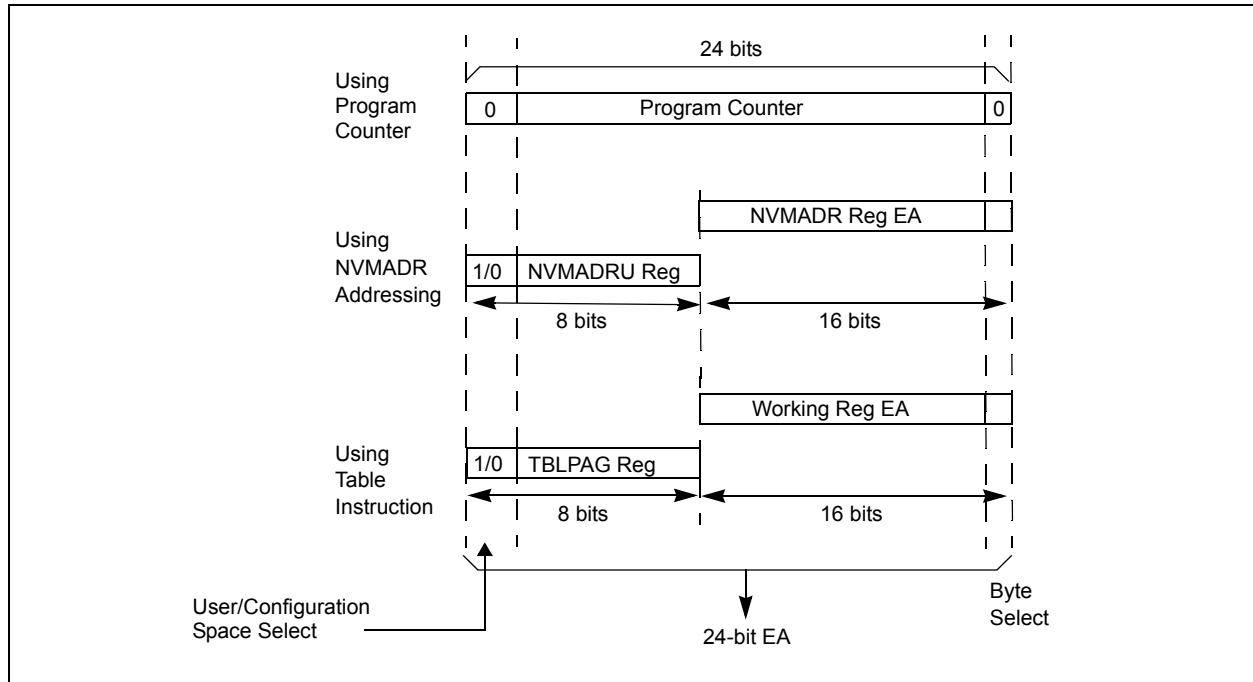 24 bits
Using
Program
Counter
0
Program Counter
0
NVMADR Reg EA
Using
NVMADR
Addressing
1/0
NVMADRU Reg
8 bits
16 bits
Working Reg EA
Using
Table
Instruction
1/0
TBLPAG Reg
8 bits
16 bits
User/Configuration
Space Select
24-bit EA
Byte
Select